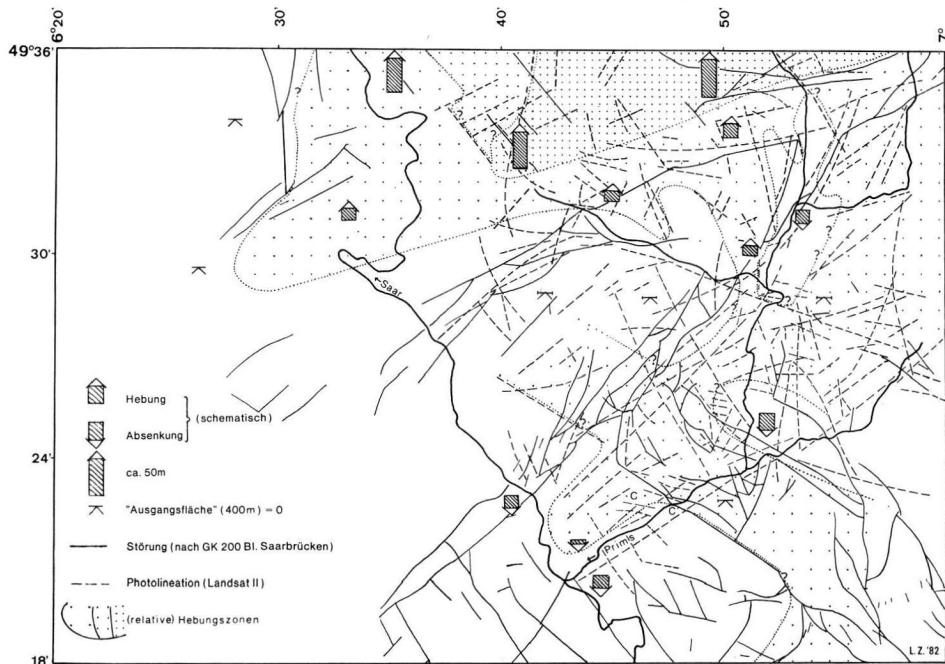 6°20'
30'
40'
50'
7°
49°36'
30'
24'
18'
?
?
?
?
?
?
?
?
?
?
?
Saar
Prims
C
C
Hebung
Absenkung
(schematisch)
ca. 50m
"Ausgangsfläche" (400m) = 0
Störung (nach GK 200 Bl. Saarbrücken)
Photolineation (Landsat II)
(relative) Hebungszonen
L.Z.'82